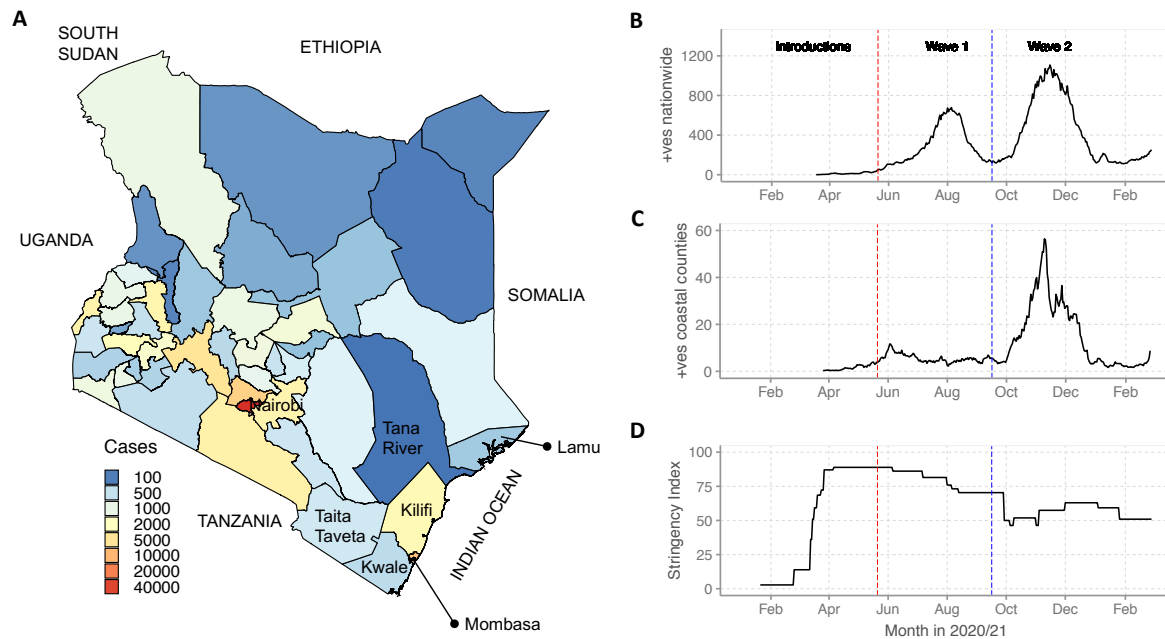 A
SOUTH
SUDAN
ETHIOPIA
UGANDA
SOMALIA
Nairobi
Cases
100
500
1000
2000
5000
10000
20000
40000
TANZANIA
Tana
River
Lamu
Kilifi
Taita
Taveta
Kwale
INDIAN OCEAN
Mombasa
B
Introductions
Wave 1
Wave 2
+ves nationwide
1200
800
400
0
Feb Apr Jun Aug Oct Dec Feb
C
+ves coastal counties
60
40
20
0
Feb Apr Jun Aug Oct Dec Feb
D
Stringency Index
100
75
50
25
0
Feb Apr Jun Aug Oct Dec Feb
Month in 2020/21